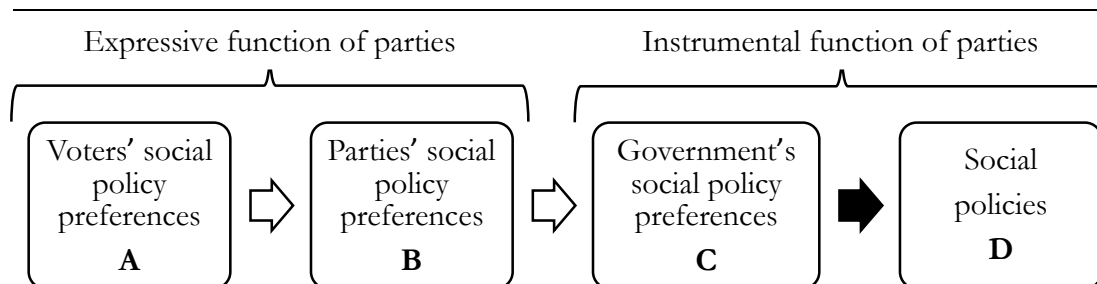 Expressive function of parties
Instrumental function of parties
Voters' social
policy
preferences
A
Parties' social
policy
preferences
B
Government's
social policy
preferences
C
Social
policies
D